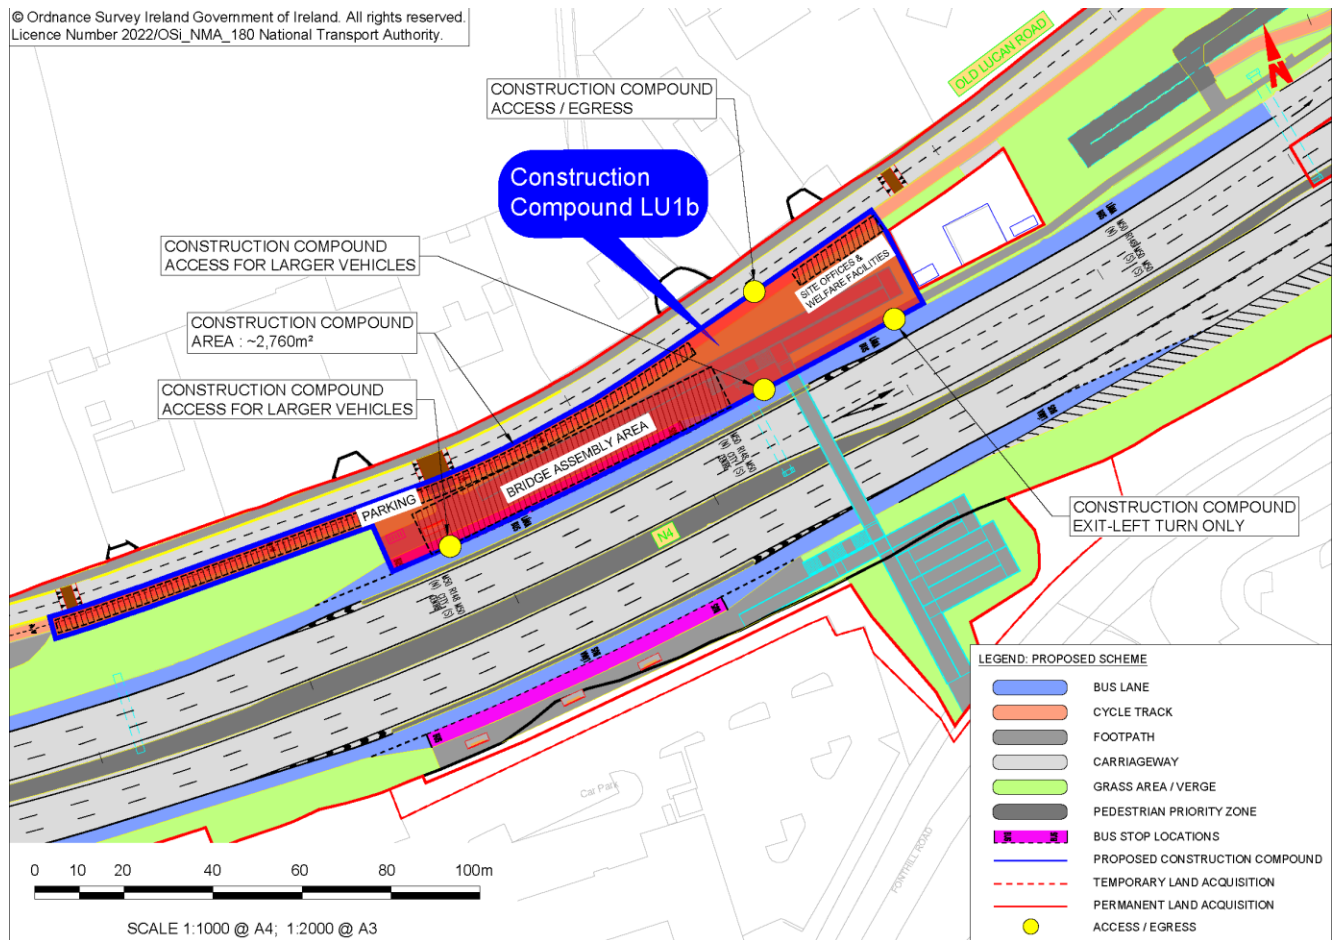 © Ordnance Survey Ireland Government of Ireland. All rights reserved.
Licence Number 2022/OSi_NMA_180 National Transport Authority.
OLD LUCAN ROAD
N
CONSTRUCTION COMPOUND
ACCESS / EGRESS
Construction
Compound LU1b
CONSTRUCTION COMPOUND
ACCESS FOR LARGER VEHICLES
SITE OFFICES &
WELFARE FACILITIES
CONSTRUCTION COMPOUND
AREA : ~2,760m²
CONSTRUCTION COMPOUND
ACCESS FOR LARGER VEHICLES
BRIDGE ASSEMBLY AREA
PARKING
N4
CONSTRUCTION COMPOUND
EXIT-LEFT TURN ONLY
Car Park
FONTHILL ROAD
LEGEND: PROPOSED SCHEME
BUS LANE
CYCLE TRACK
FOOTPATH
CARRIAGEWAY
GRASS AREA / VERGE
PEDESTRIAN PRIORITY ZONE
BUS STOP LOCATIONS
PROPOSED CONSTRUCTION COMPOUND
TEMPORARY LAND ACQUISITION
PERMANENT LAND ACQUISITION
ACCESS / EGRESS
0 10 20 40 60 80 100m
SCALE 1:1000 @ A4; 1:2000 @ A3